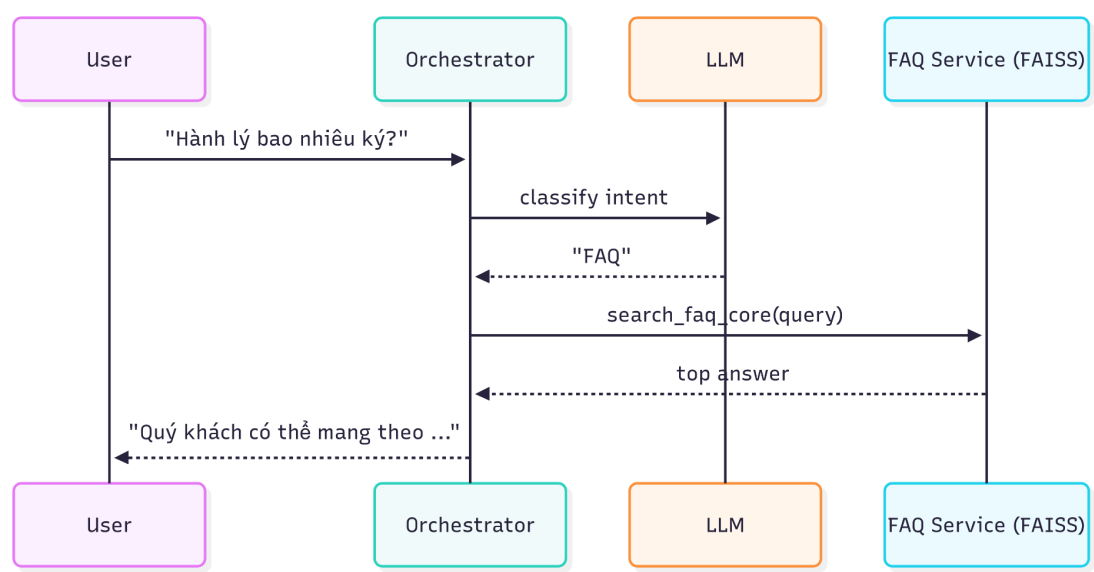 User
Orchestrator
LLM
FAQ Service (FAISS)
"Hành lý bao nhiêu ký?"
classify intent
"FAQ"
search_faq_core(query)
top answer
"Quý khách có thể mang theo ..."
User
Orchestrator
LLM
FAQ Service (FAISS)